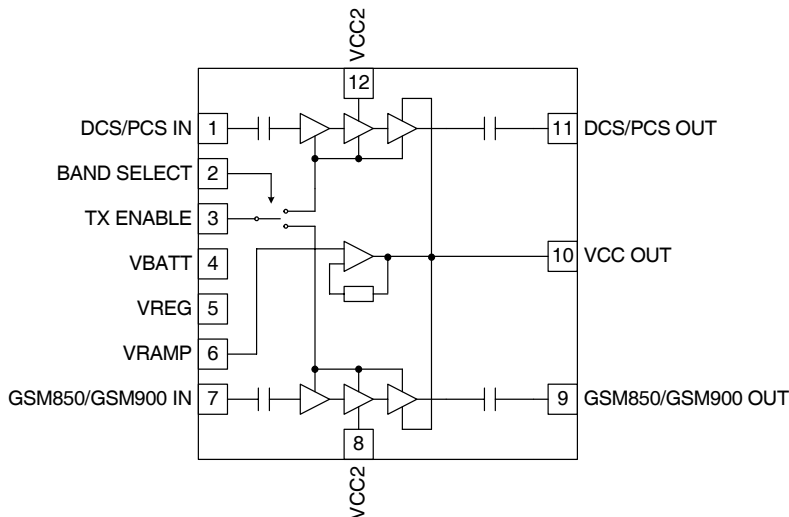 VCC2
12
DCS/PCS IN 1
11 DCS/PCS OUT
BAND SELECT 2
TX ENABLE 3
VBATT 4
10 VCC OUT
VREG 5
VRAMP 6
GSM850/GSM900 IN 7
9 GSM850/GSM900 OUT
8
VCC2